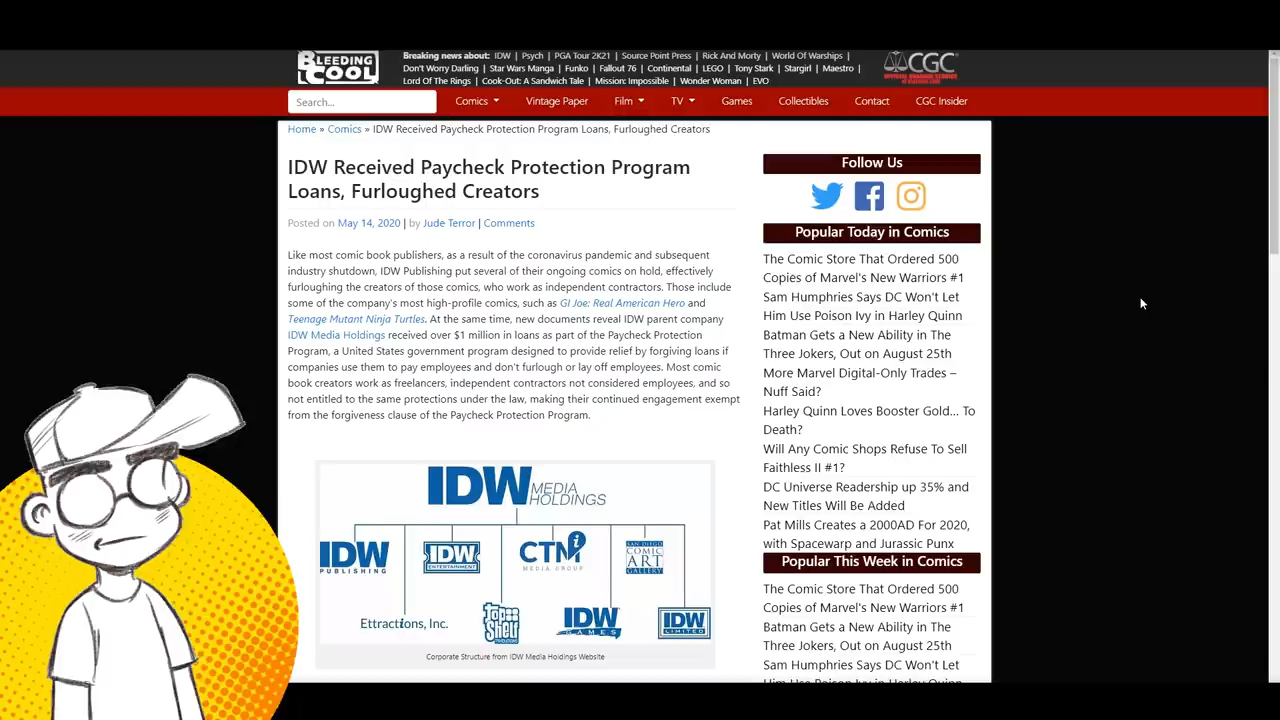 BLEEDING COOL
Breaking news about: IDW | Psych | PGA Tour 2K21 | Source Point Press | Rick And Morty | World Of Warships |
Don't Worry Darling | Star Wars Manga | Funko | Fallout 76 | Continental | LEGO | Tony Stark | Stargirl | Maestro |
Lord Of The Rings | Cook-Out: A Sandwich Tale | Mission: Impossible | Wonder Woman | EVO
CGC
Search...
Comics
Vintage Paper
Film
TV
Games
Collectibles
Contact
CGC Insider
Home » Comics » IDW Received Paycheck Protection Program Loans, Furloughed Creators
IDW Received Paycheck Protection Program
Loans, Furloughed Creators
Posted on May 14, 2020 | by Jude Terror | Comments
Like most comic book publishers, as a result of the coronavirus pandemic and subsequent
industry shutdown, IDW Publishing put several of their ongoing comics on hold, effectively
furloughing the creators of those comics, who work as independent contractors. Those include
some of the company's most high-profile comics, such as GI Joe: Real American Hero and
Teenage Mutant Ninja Turtles. At the same time, new documents reveal IDW parent company
IDW Media Holdings received over $1 million in loans as part of the Paycheck Protection
Program, a United States government program designed to provide relief by forgiving loans if
companies use them to pay employees and don't furlough or lay off employees. Most comic
book creators work as freelancers, independent contractors not considered employees, and so
not entitled to the same protections under the law, making their continued engagement exempt
from the forgiveness clause of the Paycheck Protection Program.
IDW MEDIA HOLDINGS
IDW PUBLISHING
IDW ENTERTAINMENT
CTM MEDIA GROUP
SAN DIEGO COMIC ART GALLERY
Ettractions, Inc.
Top Shelf PRODUCTIONS
IDW GAMES
IDW LIMITED
Corporate Structure from IDW Media Holdings Website
Follow Us
Popular Today in Comics
The Comic Store That Ordered 500
Copies of Marvel's New Warriors #1
Sam Humphries Says DC Won't Let
Him Use Poison Ivy in Harley Quinn
Batman Gets a New Ability in The
Three Jokers, Out on August 25th
More Marvel Digital-Only Trades –
Nuff Said?
Harley Quinn Loves Booster Gold... To
Death?
Will Any Comic Shops Refuse To Sell
Faithless II #1?
DC Universe Readership up 35% and
New Titles Will Be Added
Pat Mills Creates a 2000AD For 2020,
with Spacewarp and Jurassic Punx
Popular This Week in Comics
The Comic Store That Ordered 500
Copies of Marvel's New Warriors #1
Batman Gets a New Ability in The
Three Jokers, Out on August 25th
Sam Humphries Says DC Won't Let
Him Use Poison Ivy in Harley Quinn